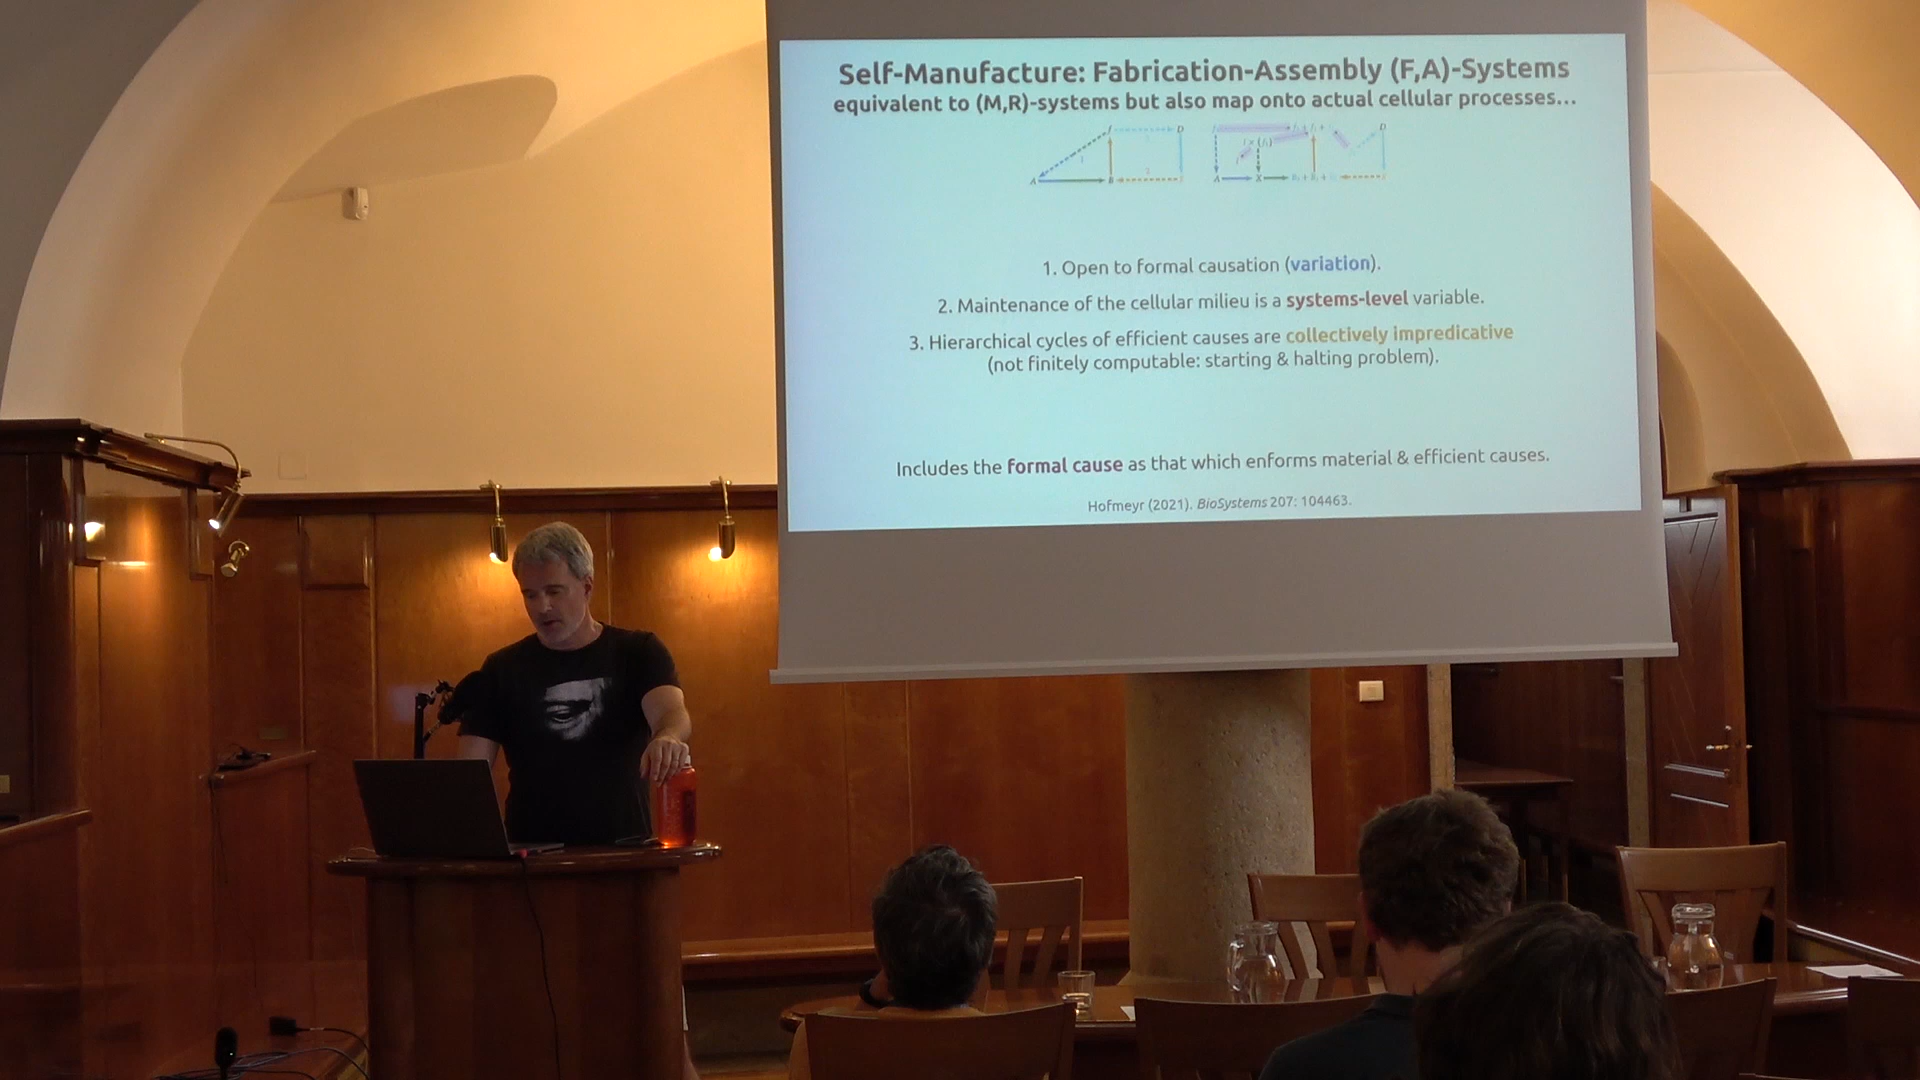 Self-Manufacture: Fabrication-Assembly (F,A)-Systems
equivalent to (M,R)-systems but also map onto actual cellular processes...
1. Open to formal causation (variation).
2. Maintenance of the cellular milieu is a systems-level variable.
3. Hierarchical cycles of efficient causes are collectively impredicative
(not finitely computable: starting & halting problem).
Includes the formal cause as that which enforms material & efficient causes.
Hofmeyr (2021). BioSystems 207: 104463.